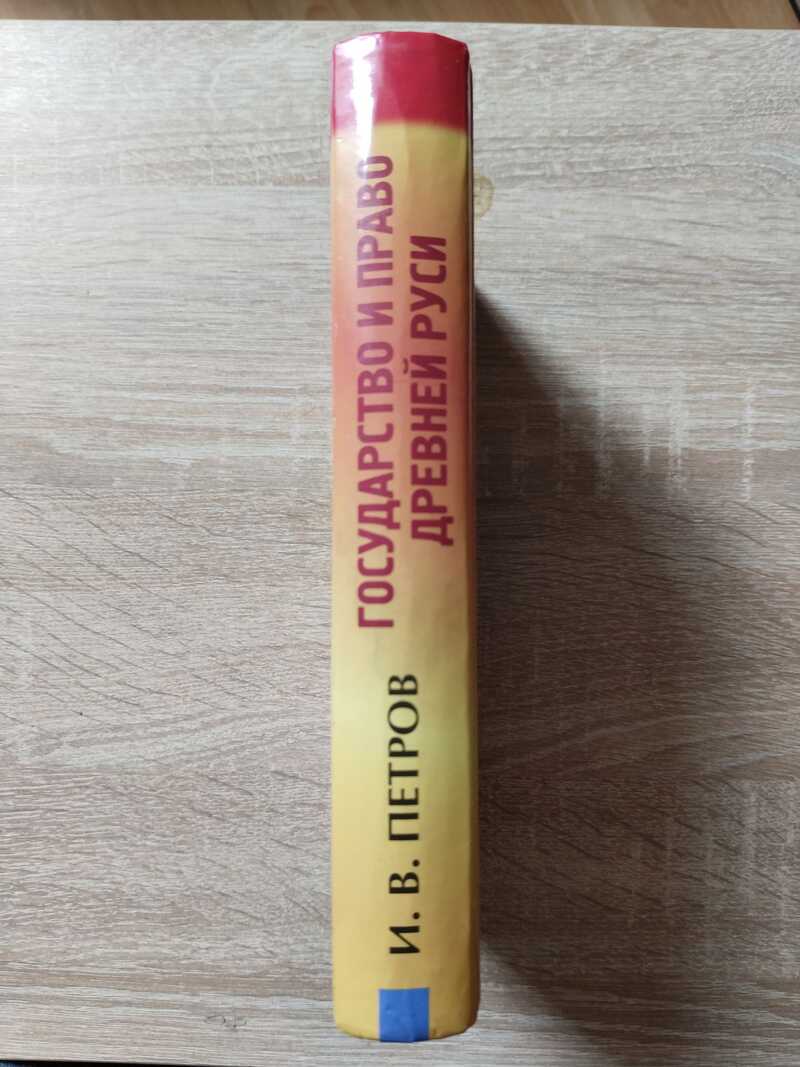 И. В. ПЕТРОВ
ГОСУДАРСТВО И ПРАВО
ДРЕВНЕЙ РУСИ